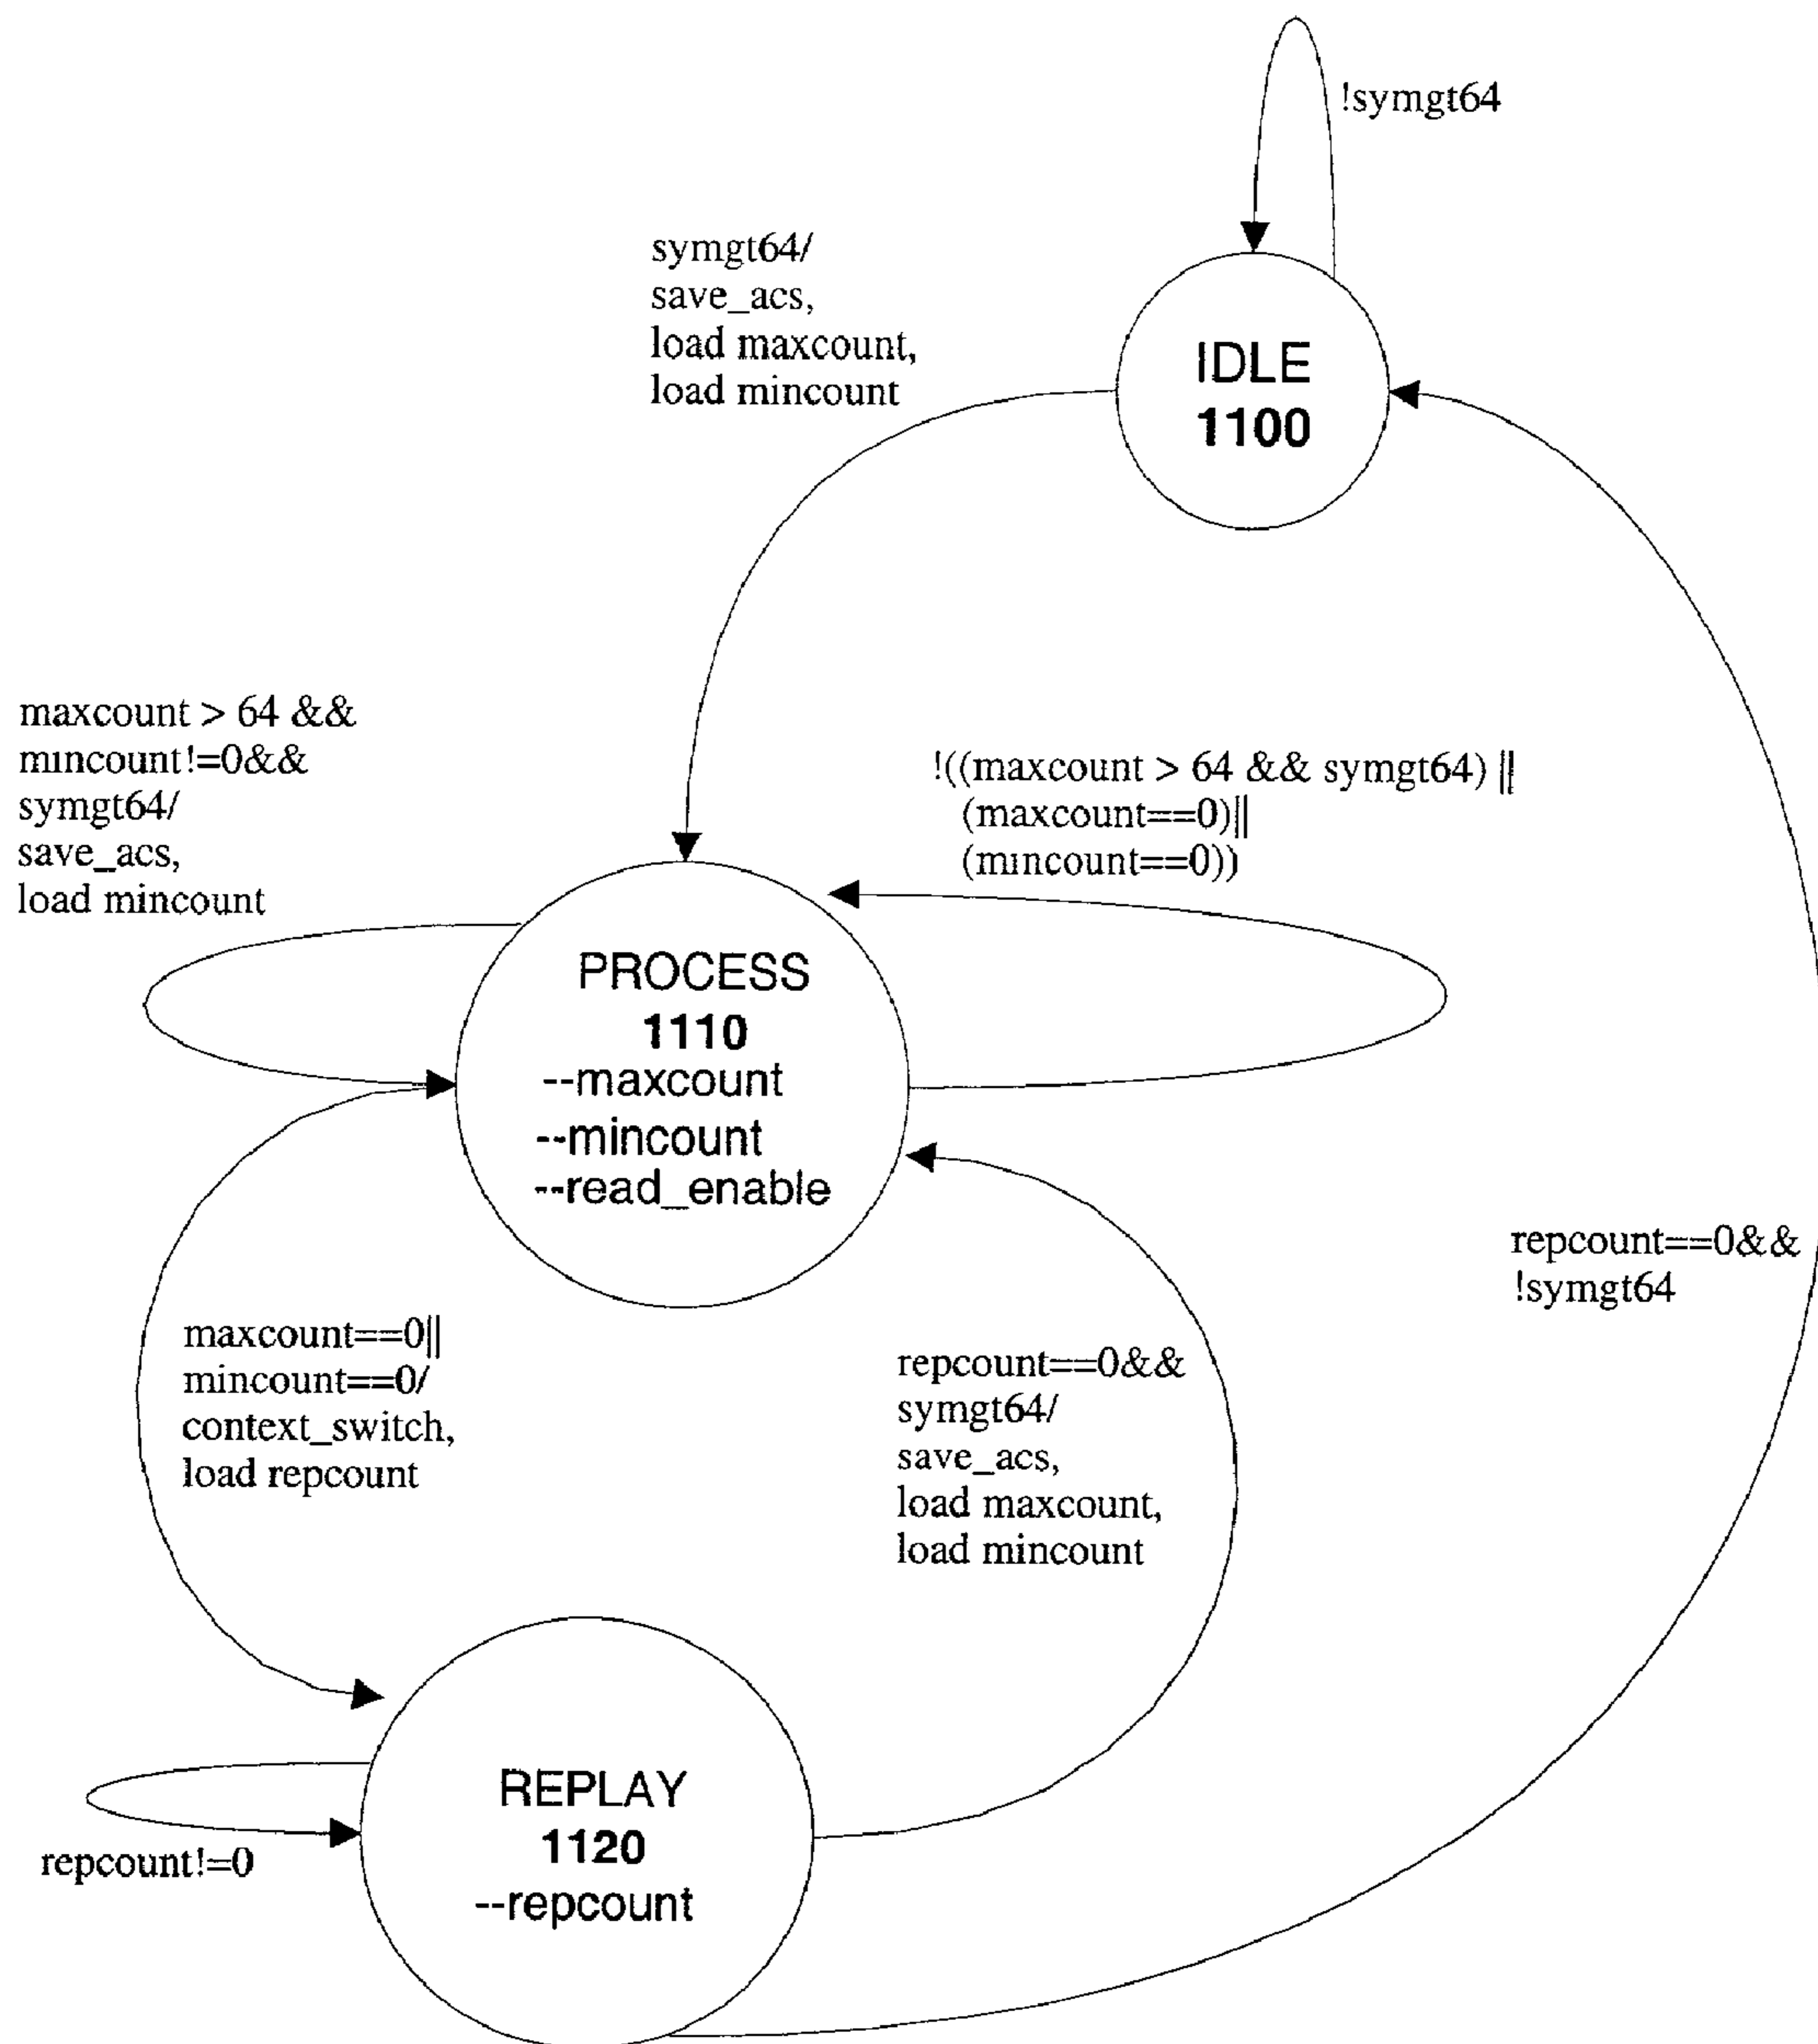 !symgt64
symgt64/
save_acs,
load maxcount,
load mincount
IDLE
1100
maxcount > 64 &&
mincount!=0&&
symgt64/
save_acs,
load mincount
!((maxcount > 64 && symgt64) ||
(maxcount==0)||
(mincount==0))
PROCESS
1110
--maxcount
--mincount
--read_enable
repcount==0&&
!symgt64
maxcount==0||
mincount==0/
context_switch,
load repcount
repcount==0&&
symgt64/
save_acs,
load maxcount,
load mincount
REPLAY
1120
--repcount
repcount!=0